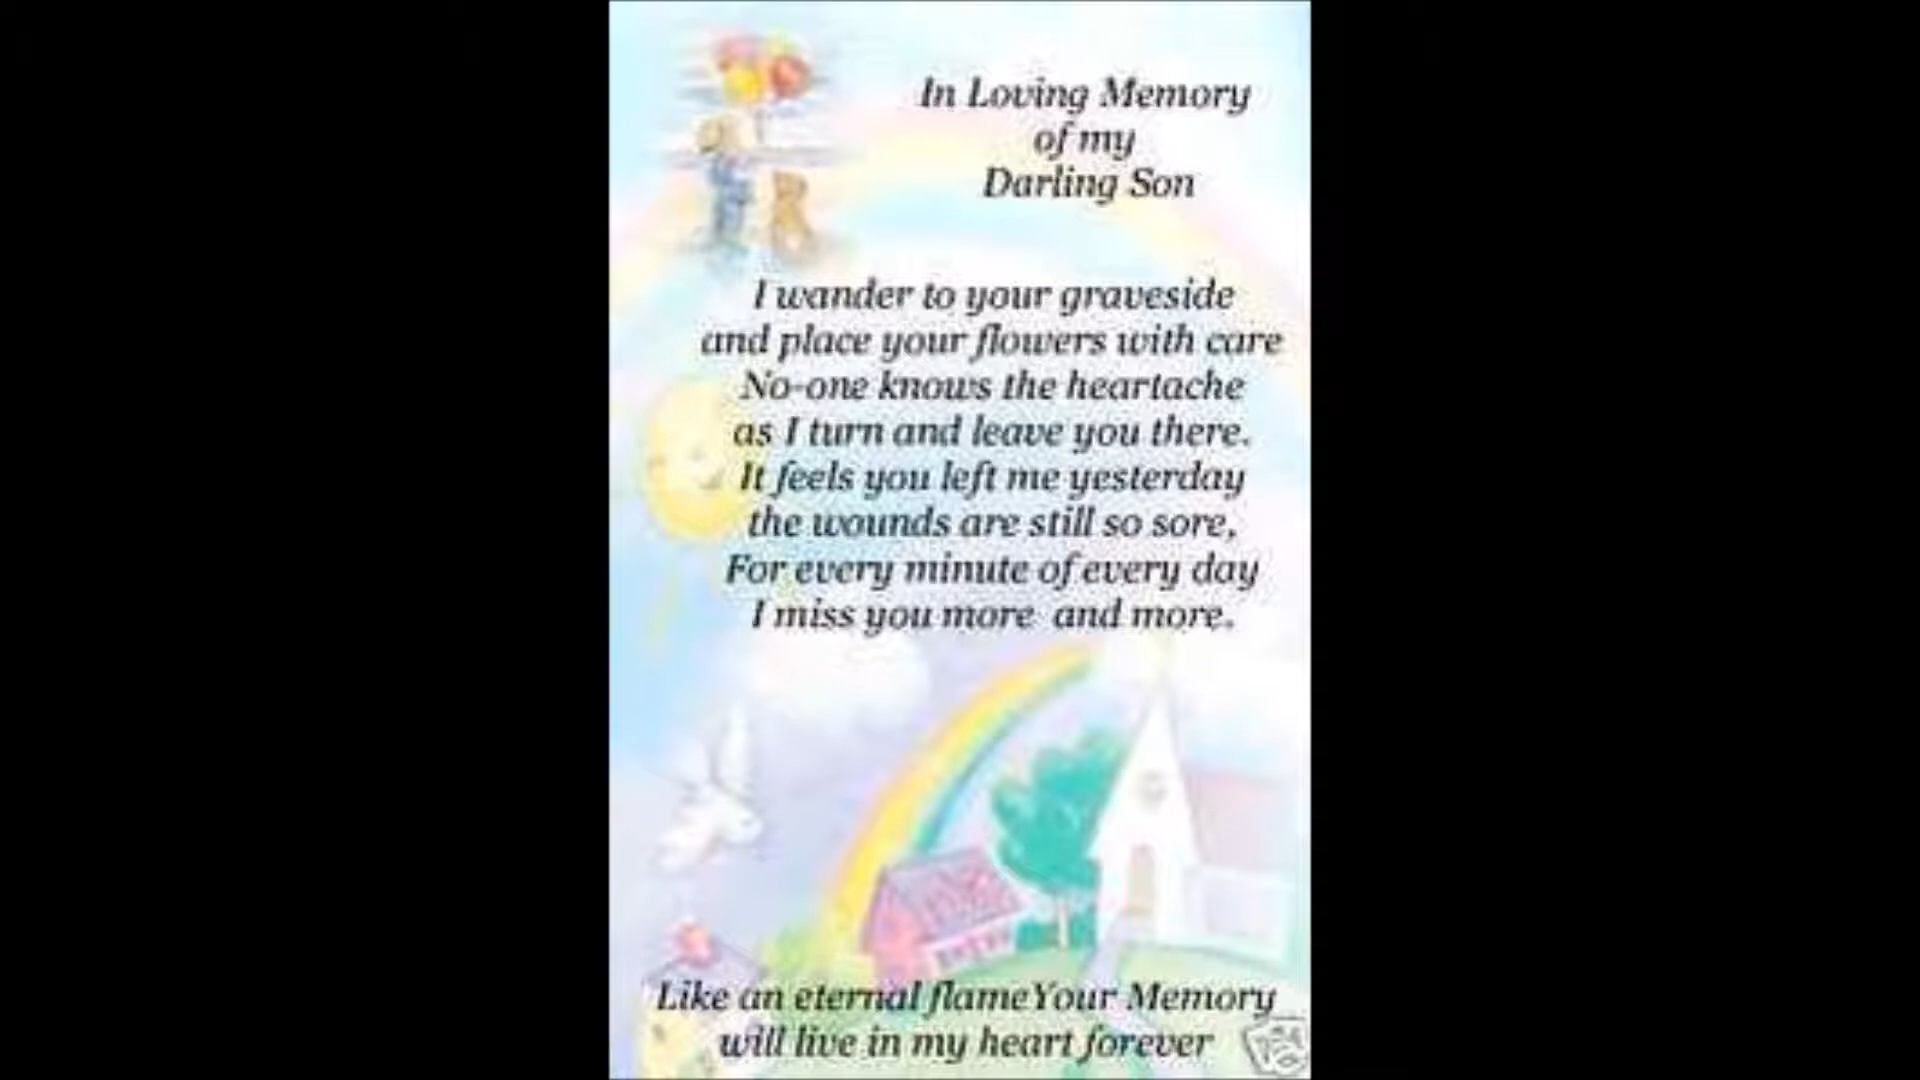 In Loving Memory
of my
Darling Son
I wander to your graveside
and place your flowers with care
No-one knows the heartache
as I turn and leave you there.
It feels you left me yesterday
the wounds are still so sore,
For every minute of every day
I miss you more and more.
Like an eternal flameYour Memory
will live in my heart forever